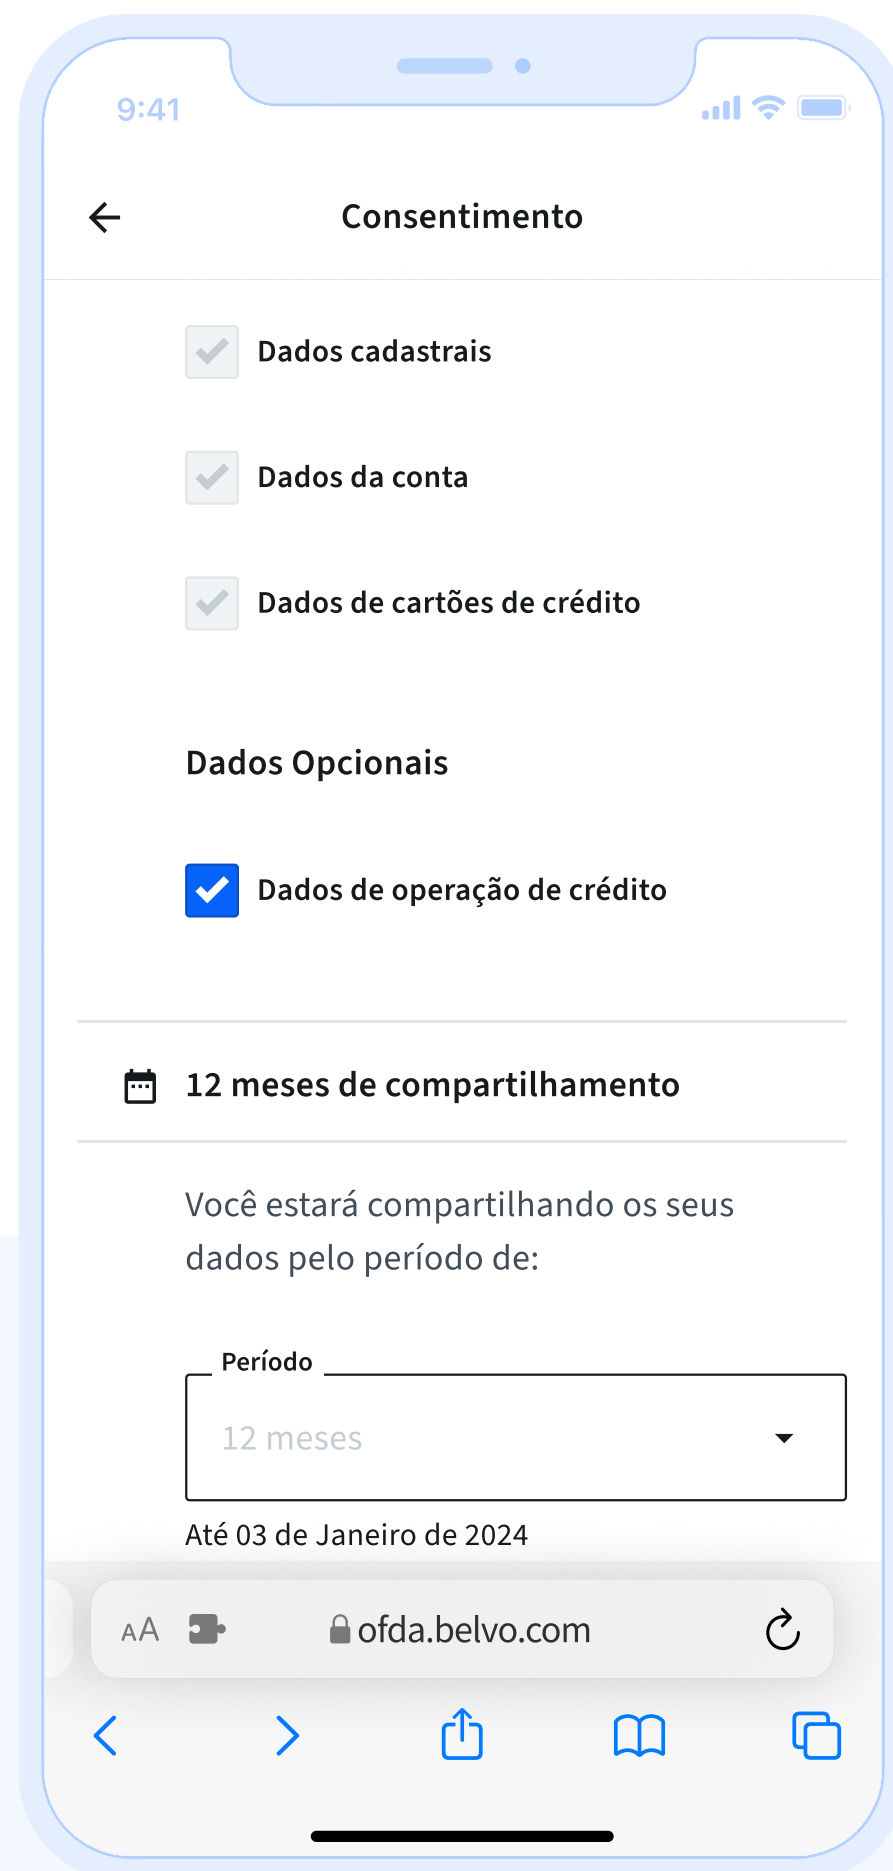 9:41
Consentimento
Dados cadastrais
Dados da conta
Dados de cartões de crédito
Dados Opcionais
Dados de operação de crédito
12 meses de compartilhamento
Você estará compartilhando os seus
dados pelo período de:
Período
12 meses
Até 03 de Janeiro de 2024
AA ofda.belvo.com